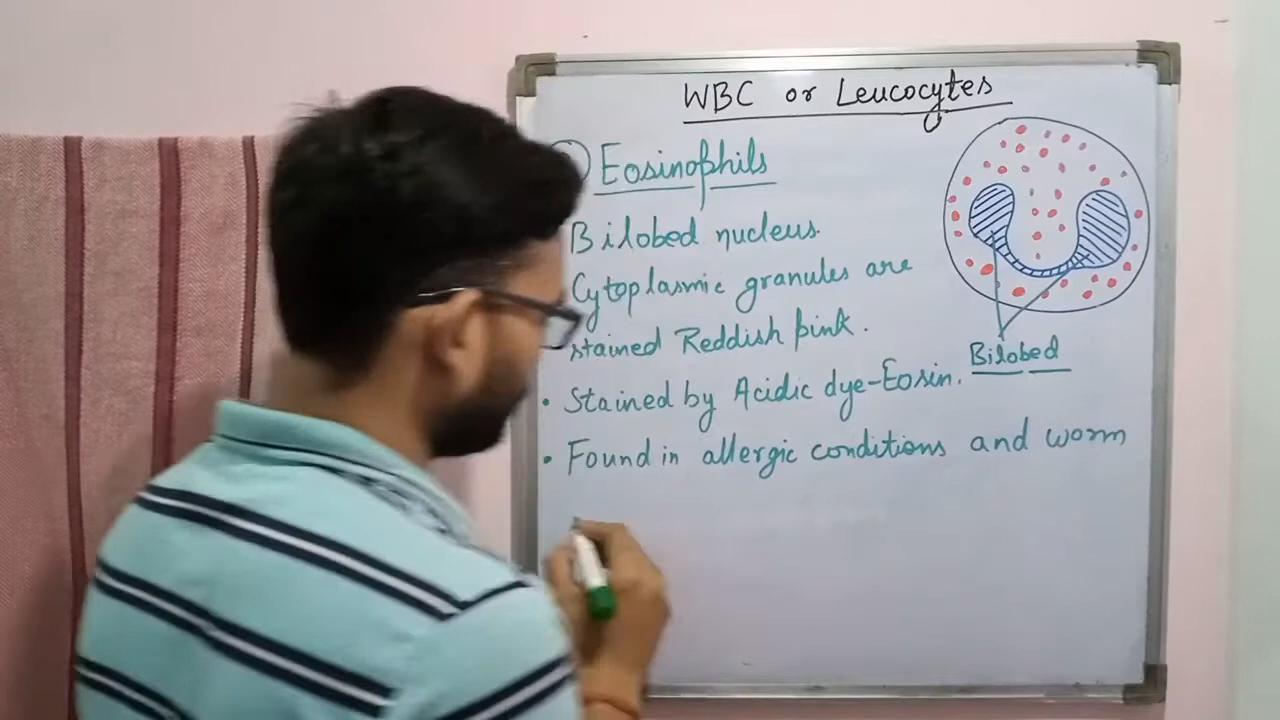 WBC or Leucocytes
Eosinophils
Bilobed nucleus.
Cytoplasmic granules are
stained Reddish pink.
Bilobed
• Stained by Acidic dye-Eosin.
• Found in allergic conditions and worm